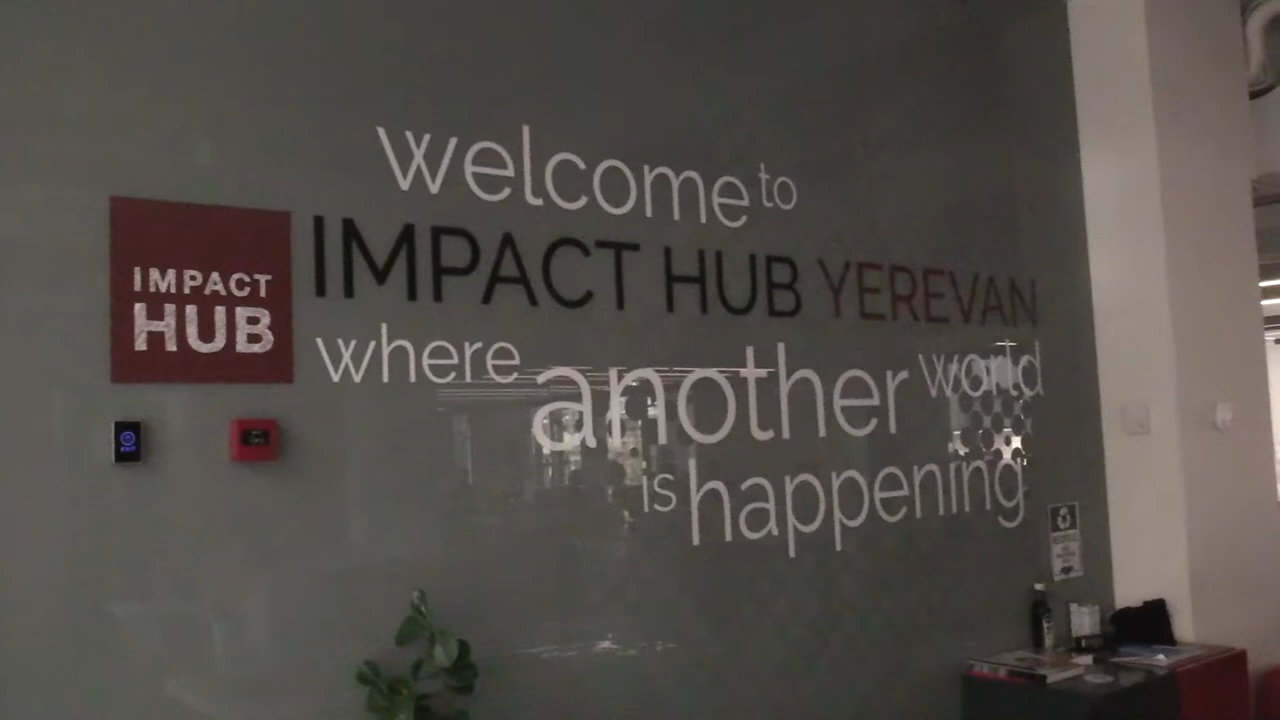 welcome to
IMPACT HUB YEREVAN
where another world
is happening
IMPACT
HUB